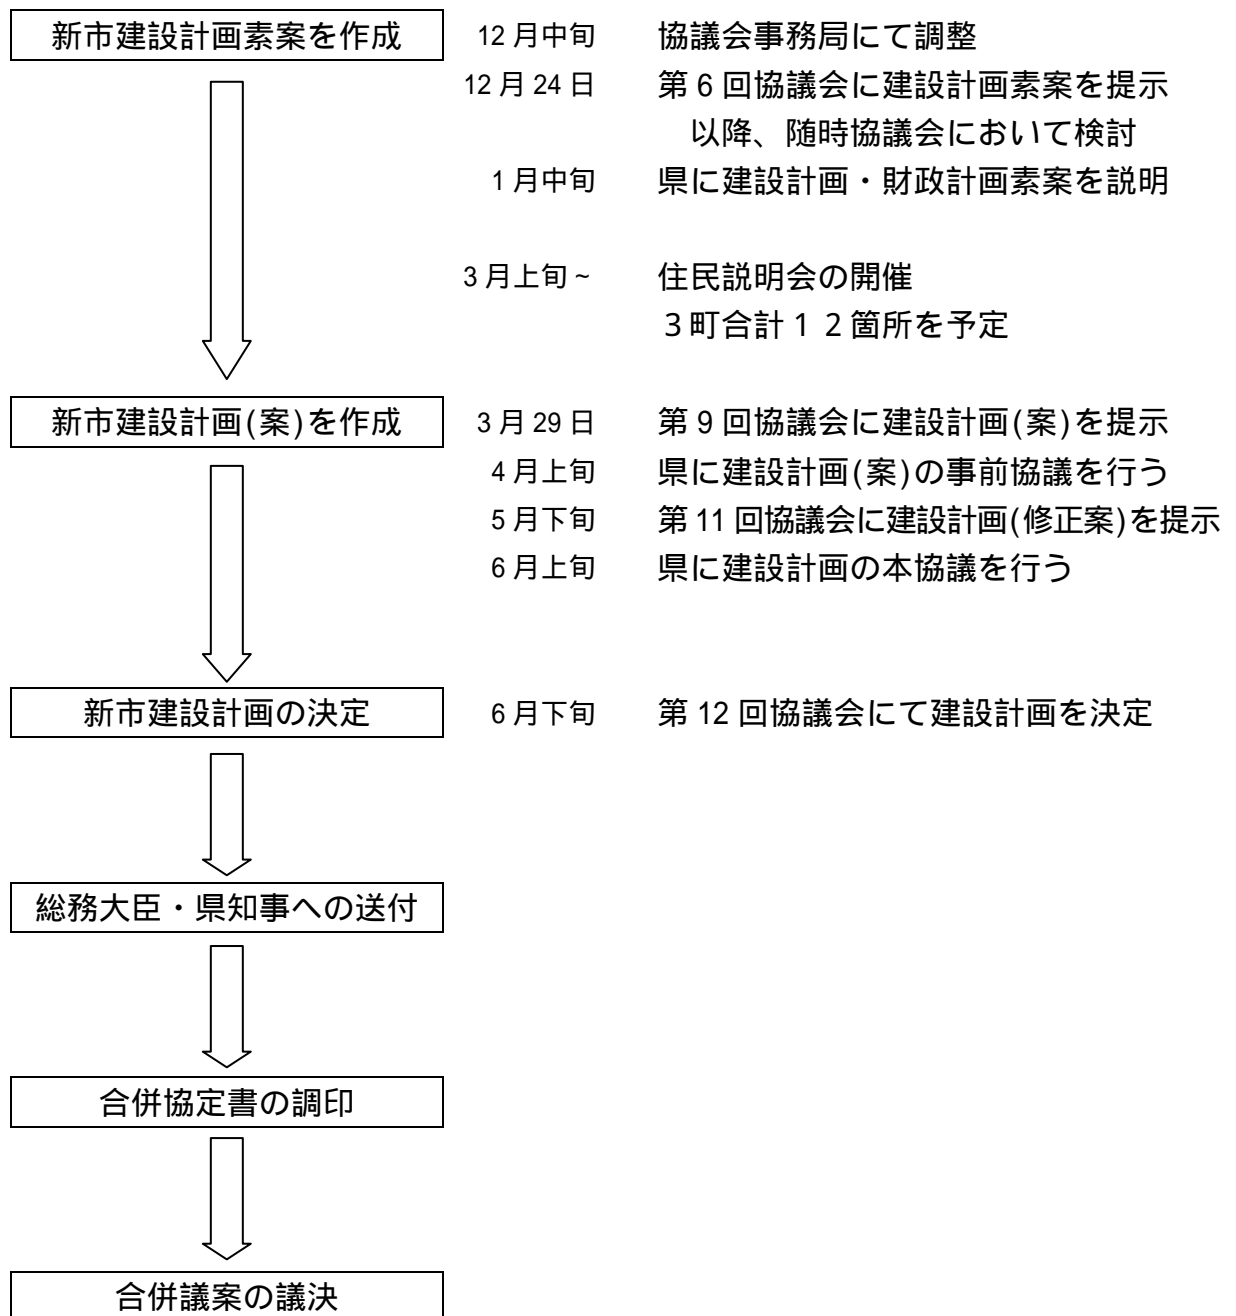 新市建設計画素案を作成 12月中旬 協議会事務局にて調整
12月24日 第6回協議会に建設計画素案を提示
以降、随時協議会において検討
1月中旬 県に建設計画・財政計画素案を説明
3月上旬~ 住民説明会の開催
3町合計12箇所を予定
新市建設計画(案)を作成 3月29日 第9回協議会に建設計画(案)を提示
4月上旬 県に建設計画(案)の事前協議を行う
5月下旬 第11回協議会に建設計画(修正案)を提示
6月上旬 県に建設計画の本協議を行う
新市建設計画の決定 6月下旬 第12回協議会にて建設計画を決定
総務大臣・県知事への送付
合併協定書の調印
合併議案の議決